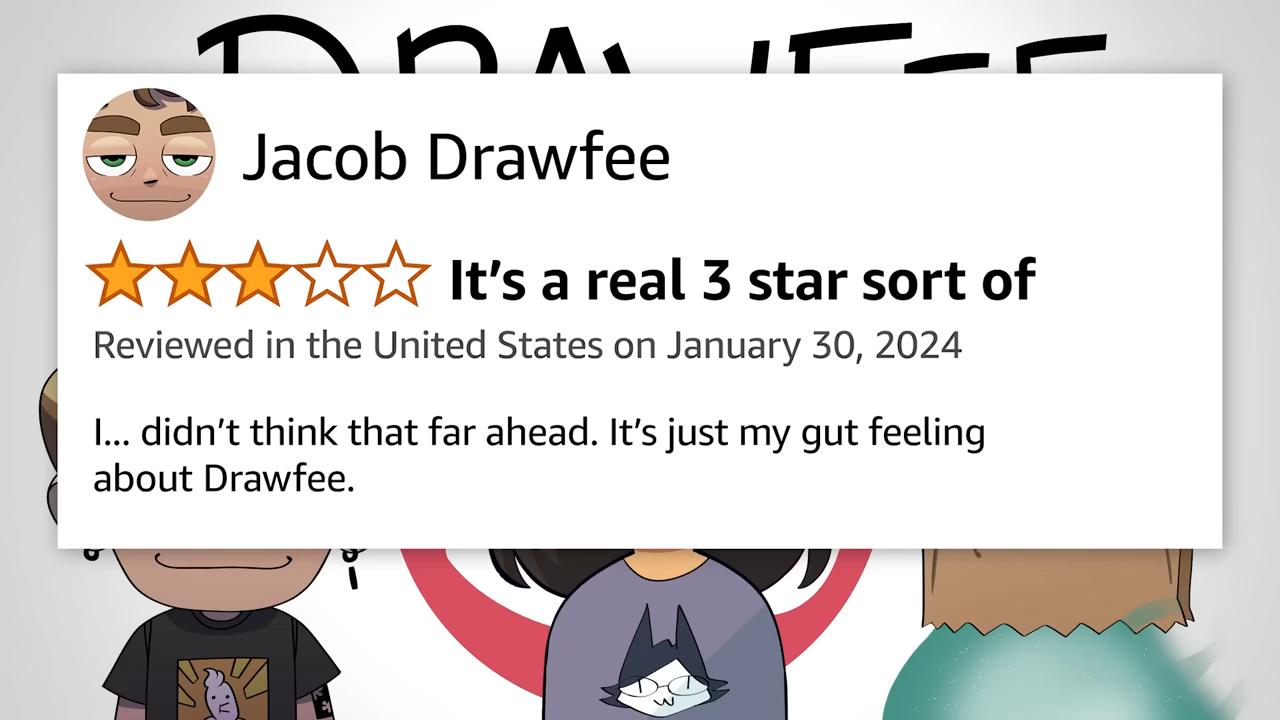 DRAWFEE
Jacob Drawfee
It’s a real 3 star sort of
Reviewed in the United States on January 30, 2024
I... didn’t think that far ahead. It’s just my gut feeling
about Drawfee.